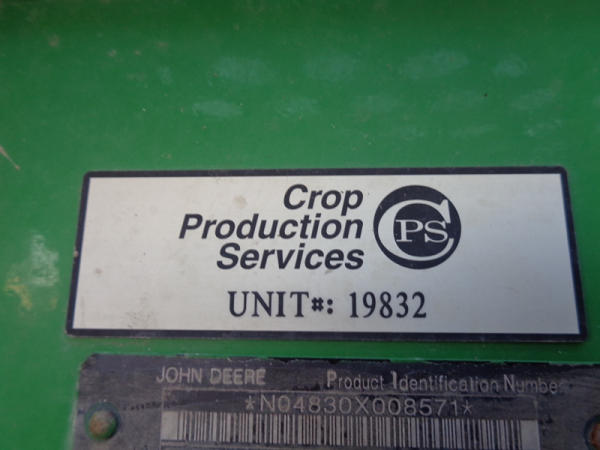 Crop
Production
Services
CPS
UNIT#: 19832
JOHN DEERE Product Identification Number
*N04830X008571*